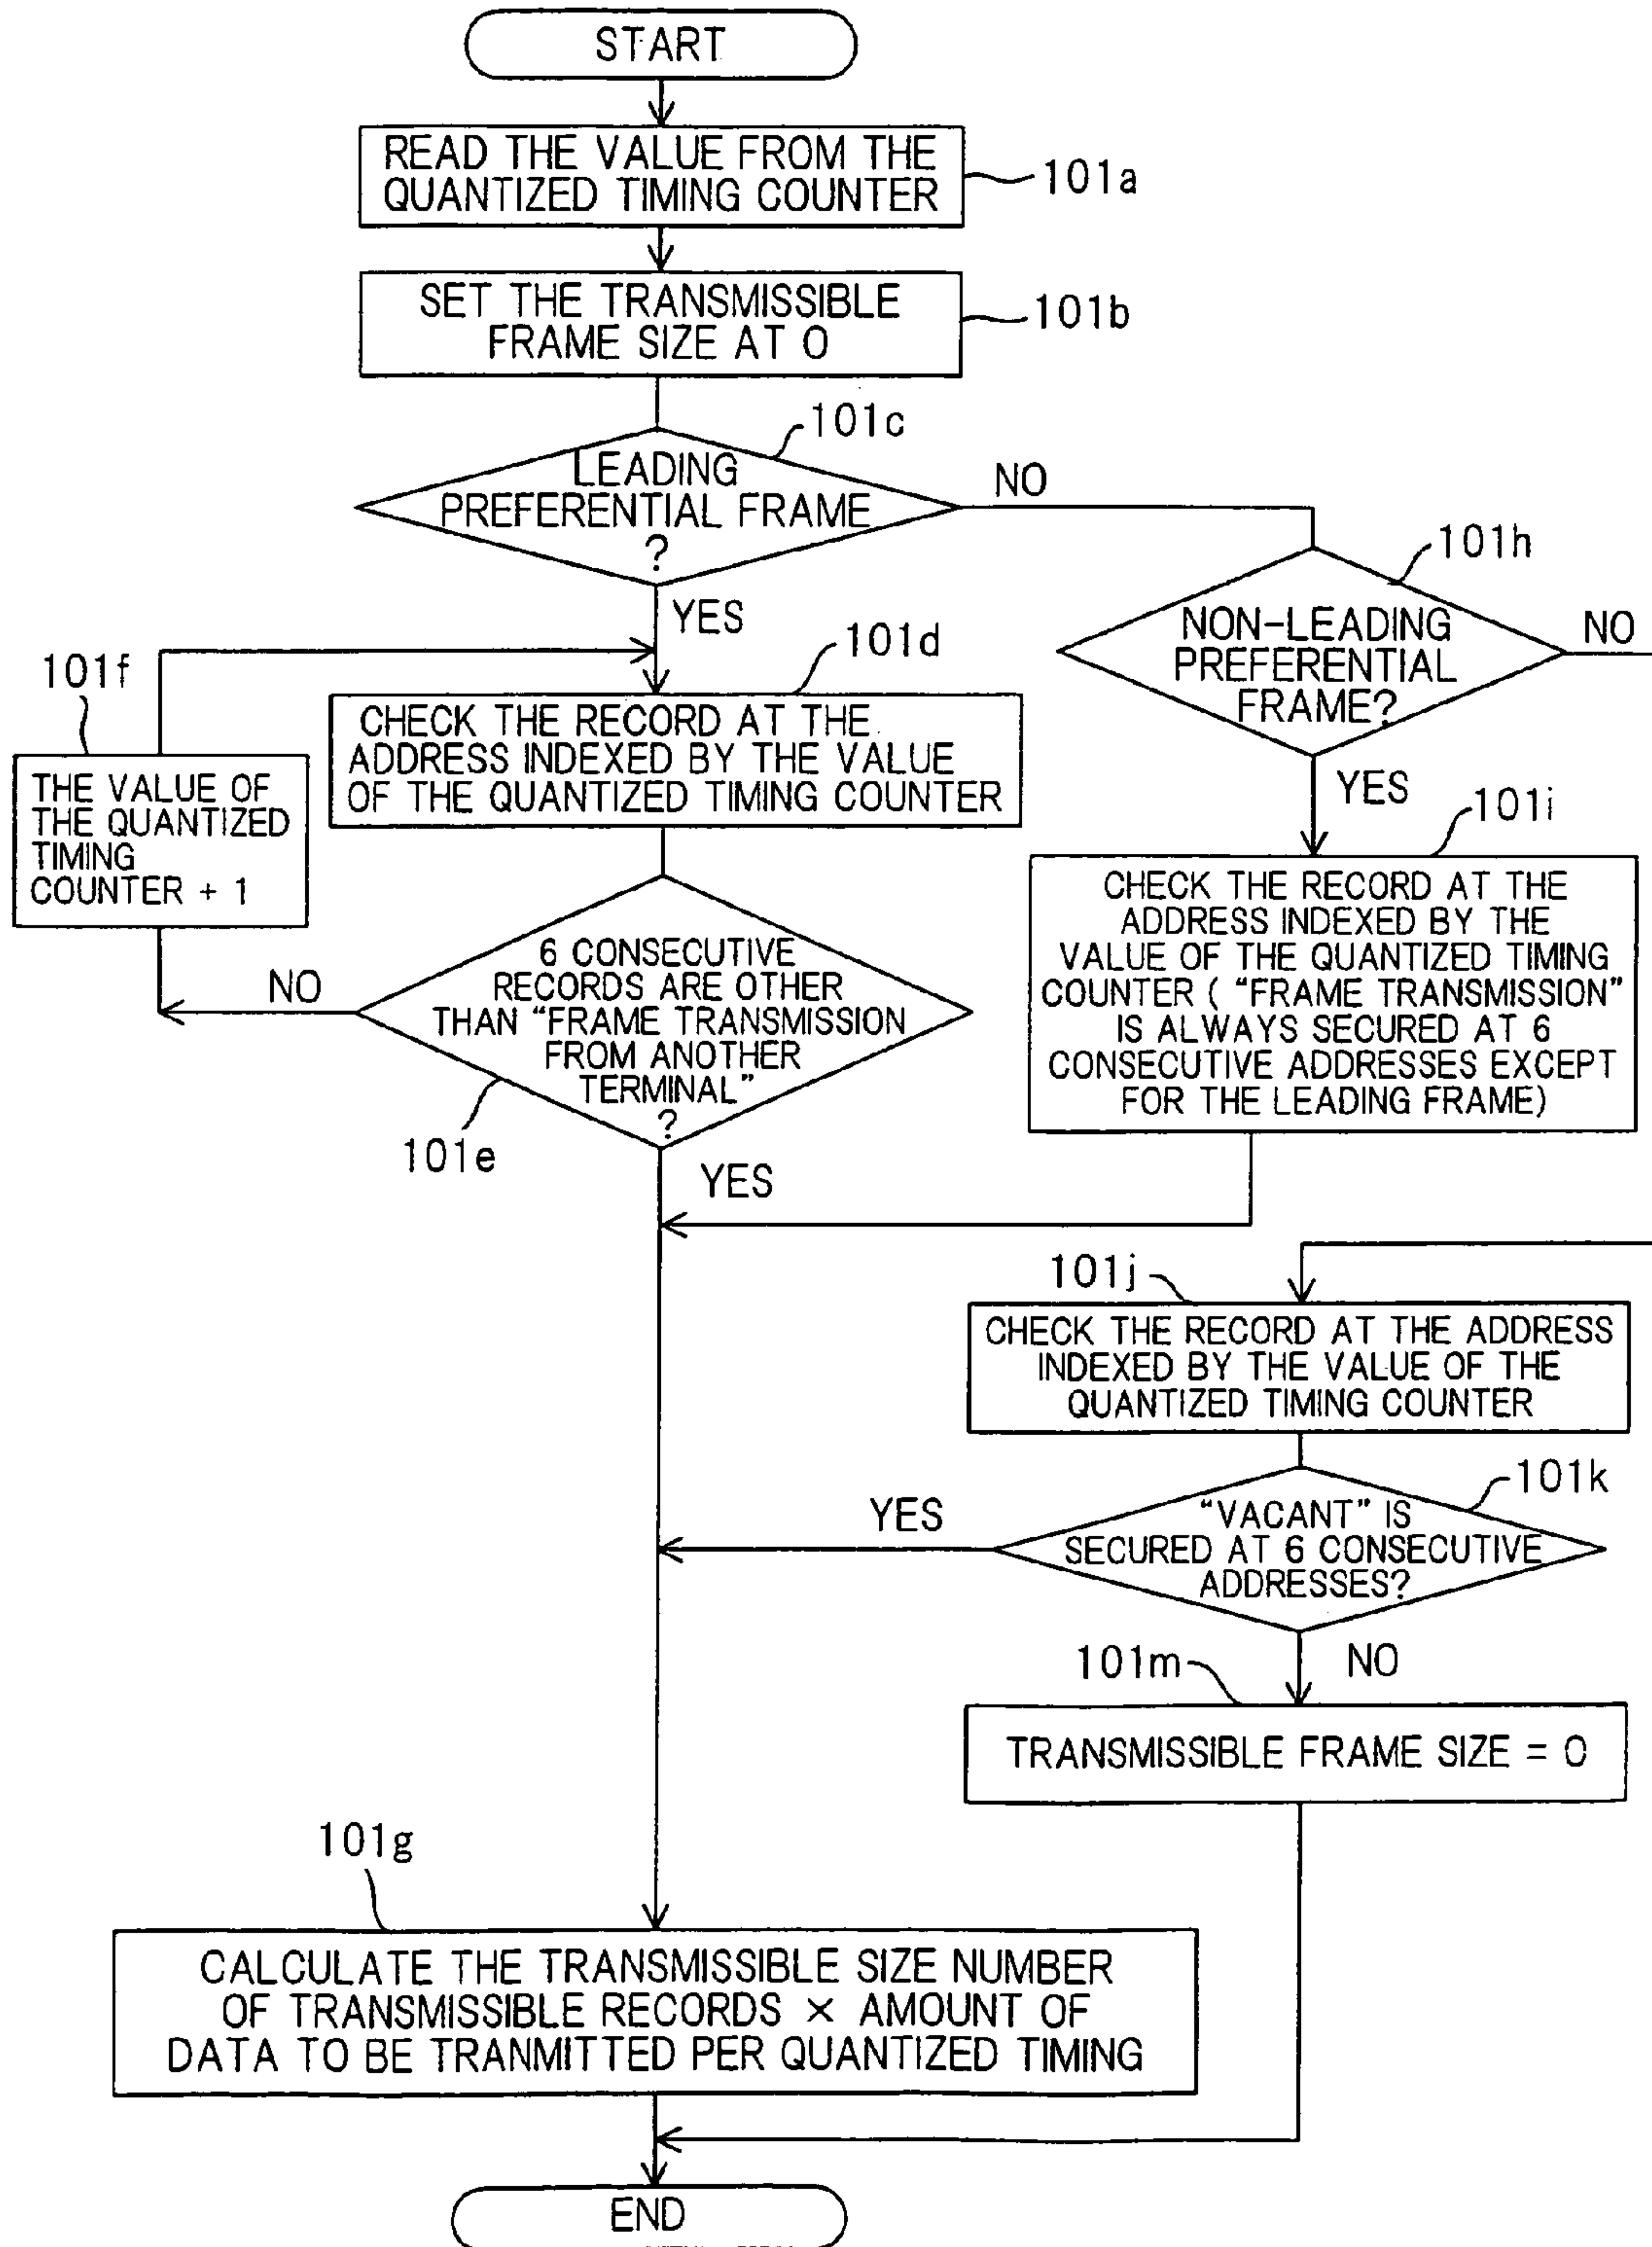 START
READ THE VALUE FROM THE
QUANTIZED TIMING COUNTER
101a
SET THE TRANSMISSIBLE
FRAME SIZE AT 0
101b
101c
LEADING
PREFERENTIAL FRAME
?
NO
YES
101h
NON-LEADING
PREFERENTIAL
FRAME?
NO
YES
101f
THE VALUE OF
THE QUANTIZED
TIMING
COUNTER + 1
101d
CHECK THE RECORD AT THE
ADDRESS INDEXED BY THE VALUE
OF THE QUANTIZED TIMING COUNTER
101i
CHECK THE RECORD AT THE
ADDRESS INDEXED BY THE
VALUE OF THE QUANTIZED TIMING
COUNTER ( “FRAME TRANSMISSION”
IS ALWAYS SECURED AT 6
CONSECUTIVE ADDRESSES EXCEPT
FOR THE LEADING FRAME)
NO
6 CONSECUTIVE
RECORDS ARE OTHER
THAN “FRAME TRANSMISSION
FROM ANOTHER
TERMINAL”
?
101e
YES
101j
CHECK THE RECORD AT THE ADDRESS
INDEXED BY THE VALUE OF THE
QUANTIZED TIMING COUNTER
101k
YES
“VACANT” IS
SECURED AT 6 CONSECUTIVE
ADDRESSES?
101m
NO
TRANSMISSIBLE FRAME SIZE = 0
101g
CALCULATE THE TRANSMISSIBLE SIZE NUMBER
OF TRANSMISSIBLE RECORDS × AMOUNT OF
DATA TO BE TRANMITTED PER QUANTIZED TIMING
END